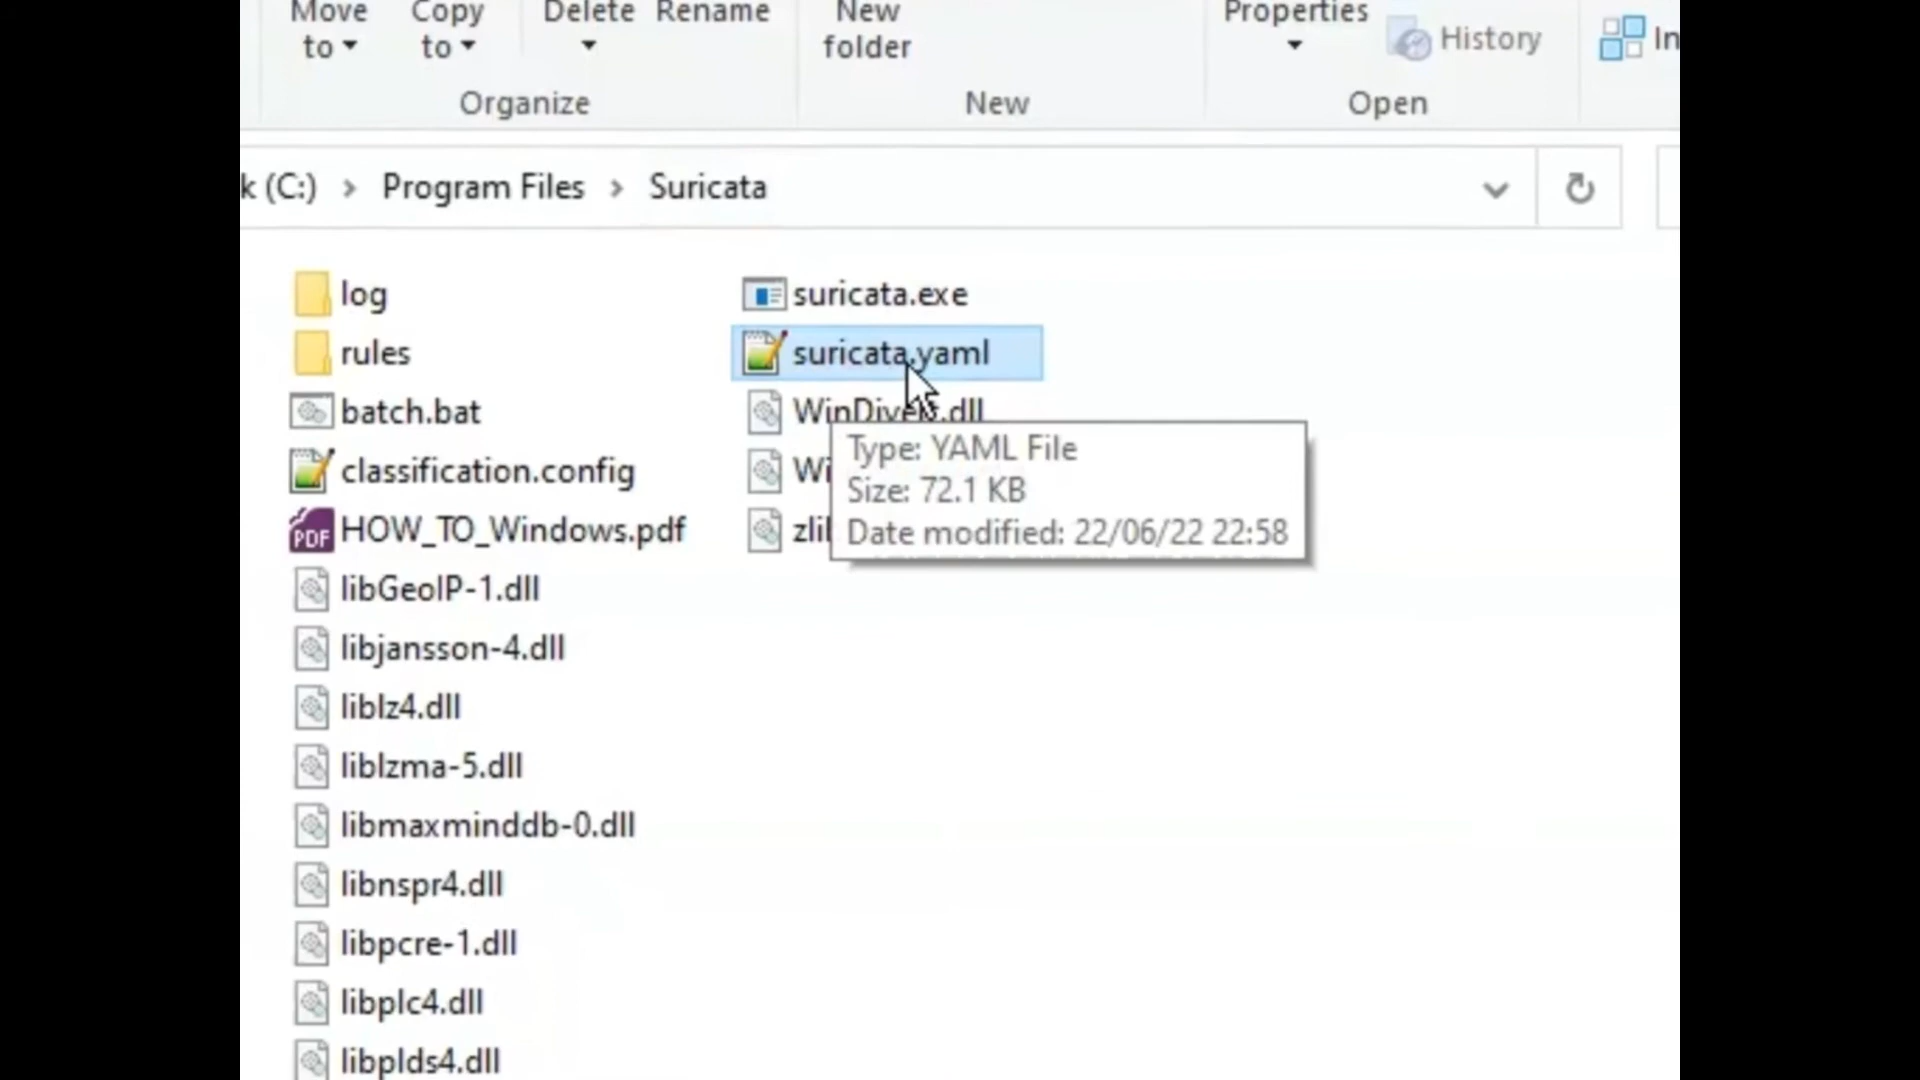 Move to
Copy to
Delete
Rename
New folder
Properties
History
In
Organize
New
Open
k (C:) > Program Files > Suricata
log
rules
batch.bat
classification.config
HOW_TO_Windows.pdf
libGeoIP-1.dll
libjansson-4.dll
liblz4.dll
liblzma-5.dll
libmaxminddb-0.dll
libnspr4.dll
libpcre-1.dll
libplc4.dll
libplds4.dll
suricata.exe
suricata.yaml
Wi
zlib
Type: YAML File
Size: 72.1 KB
Date modified: 22/06/22 22:58